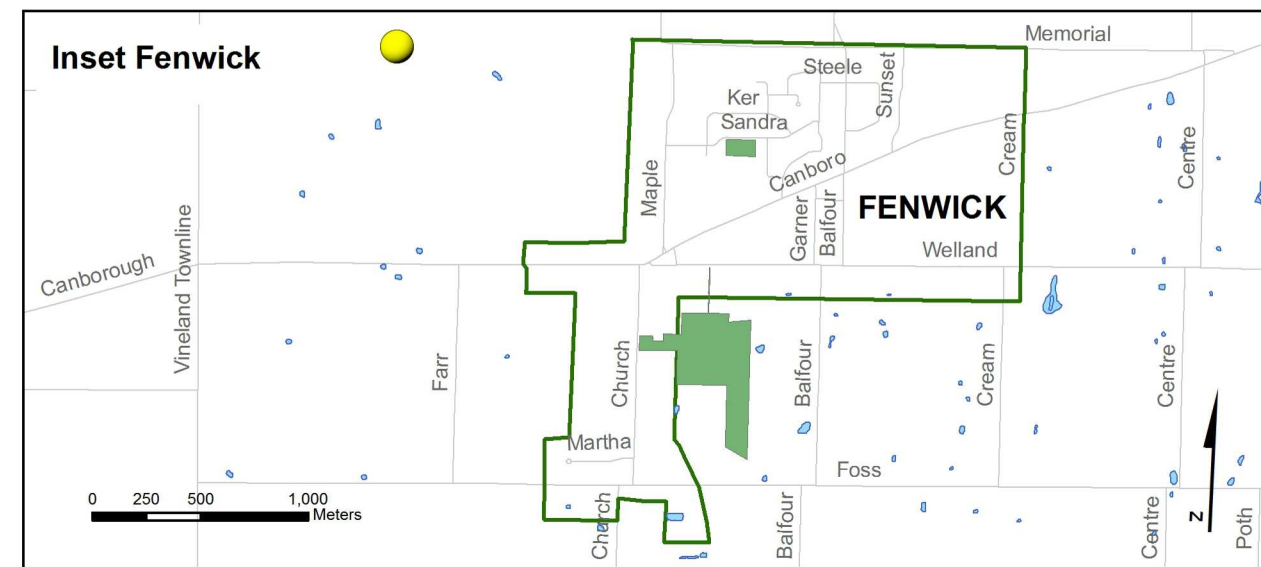 Inset Fenwick
Memorial
Steele
Sunset
Ker
Sandra
Canboro
Cream
Centre
Maple
Garner
Balfour
FENWICK
Welland
Canborough
Vineland Townline
Farr
Church
Balfour
Cream
Centre
Martha
Foss
0 250 500 1,000
Meters
Church
Balfour
Centre
Poth
N